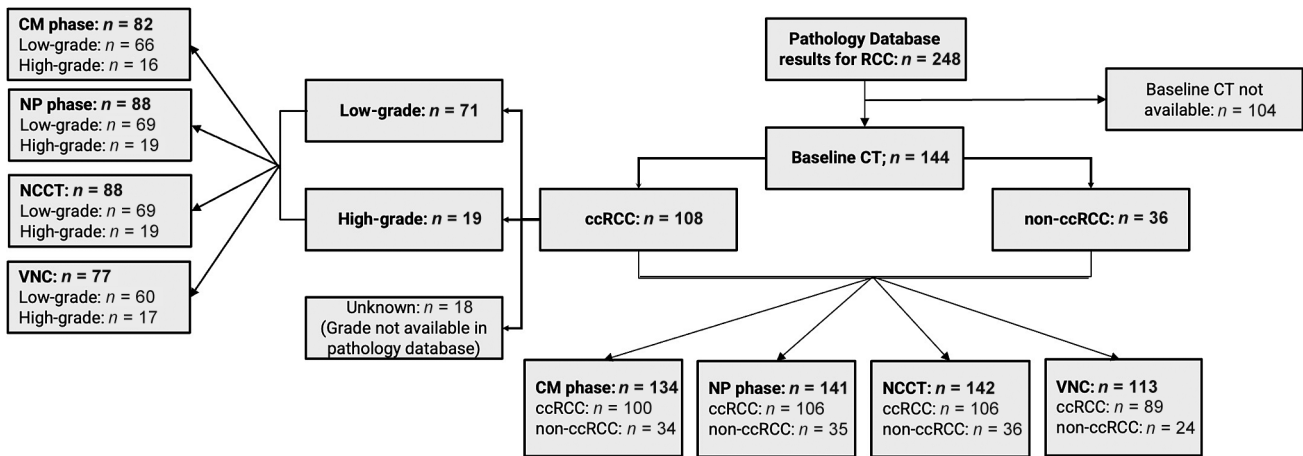 CM phase: n = 82
Low-grade: n = 66
High-grade: n = 16
NP phase: n = 88
Low-grade: n = 69
High-grade: n = 19
NCCT: n = 88
Low-grade: n = 69
High-grade: n = 19
VNC: n = 77
Low-grade: n = 60
High-grade: n = 17
Low-grade: n = 71
High-grade: n = 19
Unknown: n = 18
(Grade not available in
pathology database)
Pathology Database
results for RCC: n = 248
Baseline CT not
available: n = 104
Baseline CT; n = 144
ccRCC: n = 108
non-ccRCC: n = 36
CM phase: n = 134
ccRCC: n = 100
non-ccRCC: n = 34
NP phase: n = 141
ccRCC: n = 106
non-ccRCC: n = 35
NCCT: n = 142
ccRCC: n = 106
non-ccRCC: n = 36
VNC: n = 113
ccRCC: n = 89
non-ccRCC: n = 24